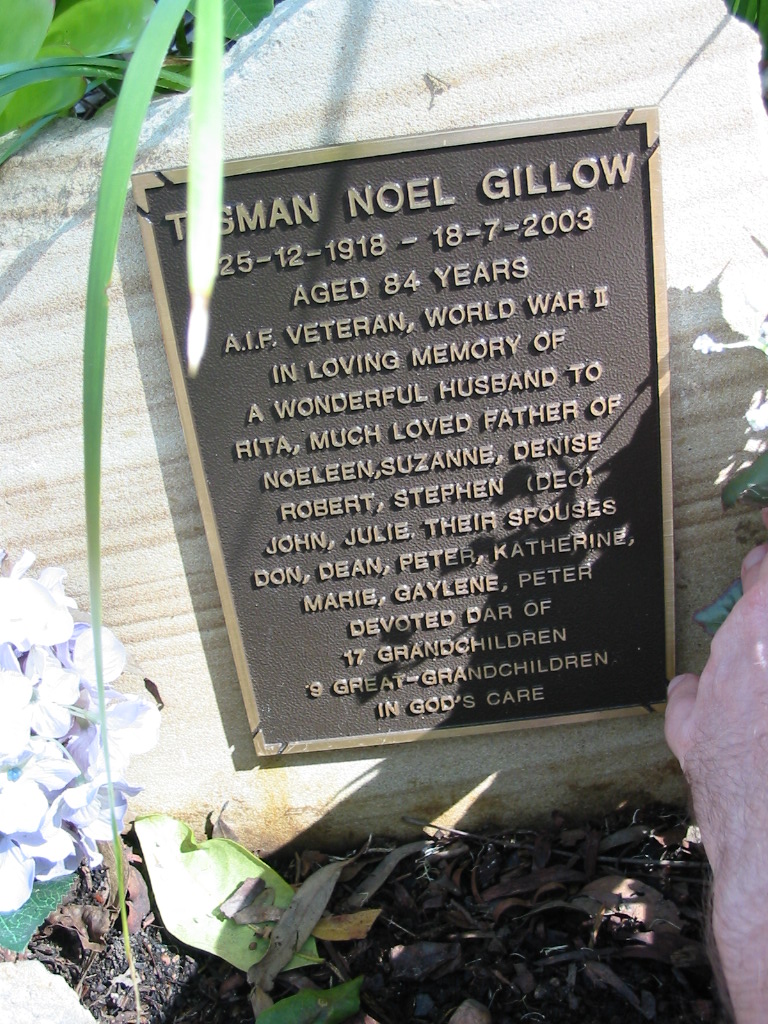 NOEL GILLOW
25-12-1918 - 18-7-2003
AGED 84 YEARS
A.I.F. VETERAN, WORLD WAR II
IN LOVING MEMORY OF
A WONDERFUL HUSBAND TO
RITA, MUCH LOVED FATHER OF
NOELEEN,SUZANNE, DENISE
ROBERT, STEPHEN (DEC)
JOHN, JULIE. THEIR SPOUSES
DON, DEAN, PETER, KATHERINE,
MARIE, GAYLENE, PETER
DEVOTED DAR OF
17 GRANDCHILDREN
9 GREAT-GRANDCHILDREN
IN GOD'S CARE